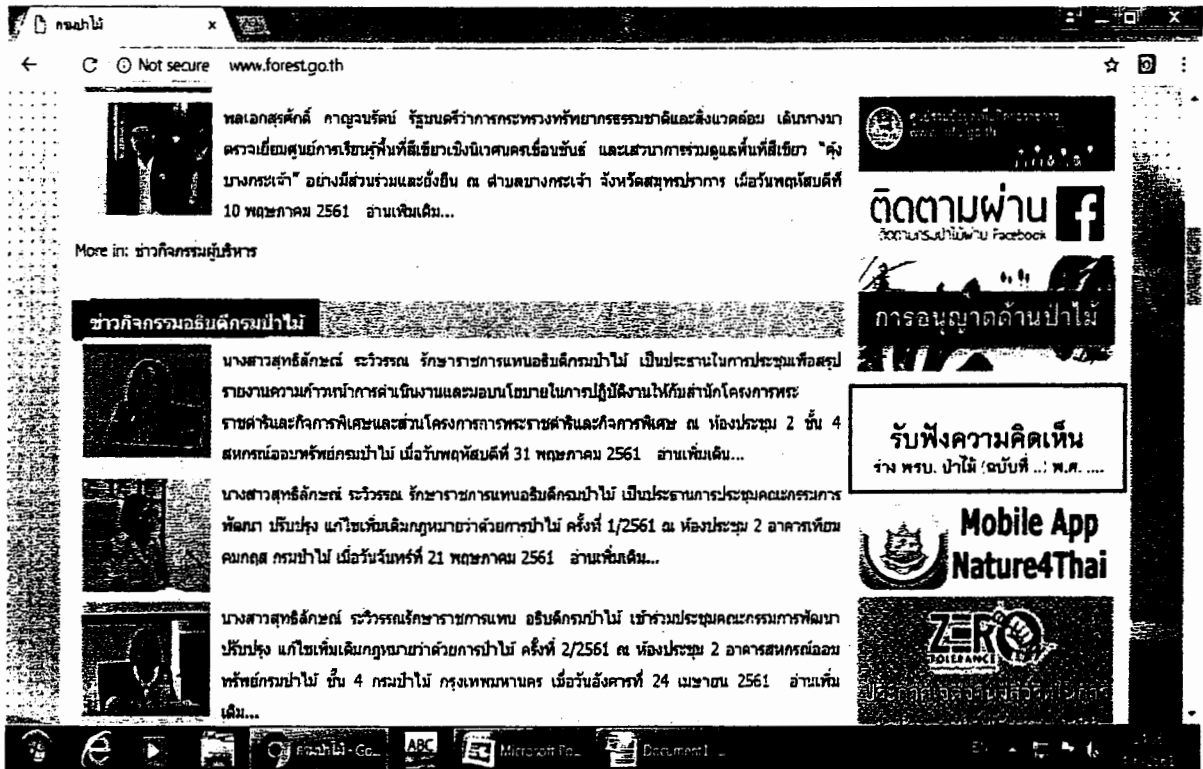 กรมป่าไม้
Not secure www.forest.go.th
พลเอกสุรศักดิ์ กาญจนรัตน์ รัฐมนตรีว่าการกระทรวงทรัพยากรธรรมชาติและสิ่งแวดล้อม เดินทางมา
ตรวจเยี่ยมศูนย์การเรียนรู้พื้นที่สีเขียวเชิงนิเวศนครเขื่อนขันธ์ และเสวนาการร่วมดูแลพื้นที่สีเขียว "คุ้ง
บางกระเจ้า" อย่างมีส่วนร่วมและยั่งยืน ณ ตำบลบางกระเจ้า จังหวัดสมุทรปราการ เมื่อวันพฤหัสบดีที่
10 พฤษภาคม 2561 อ่านเพิ่มเติม...
More in: ข่าวกิจกรรมผู้บริหาร
ข่าวกิจกรรมอธิบดีกรมป่าไม้
นางสาวสุทธิลักษณ์ ระวิวรรณ รักษาราชการแทนอธิบดีกรมป่าไม้ เป็นประธานในการประชุมเพื่อสรุป
รายงานความก้าวหน้าการดำเนินงานและมอบนโยบายในการปฏิบัติงานให้กับสำนักโครงการพระ
ราชดำริและกิจการพิเศษและส่วนโครงการการพระราชดำริและกิจการพิเศษ ณ ห้องประชุม 2 ชั้น 4
สหกรณ์ออมทรัพย์กรมป่าไม้ เมื่อวันพฤหัสบดีที่ 31 พฤษภาคม 2561 อ่านเพิ่มเติม...
นางสาวสุทธิลักษณ์ ระวิวรรณ รักษาราชการแทนอธิบดีกรมป่าไม้ เป็นประธานการประชุมคณะกรรมการ
พัฒนา ปรับปรุง แก้ไขเพิ่มเติมกฎหมายว่าด้วยการป่าไม้ ครั้งที่ 1/2561 ณ ห้องประชุม 2 อาคารเทียม
คมกฤส กรมป่าไม้ เมื่อวันจันทร์ที่ 21 พฤษภาคม 2561 อ่านเพิ่มเติม...
นางสาวสุทธิลักษณ์ ระวิวรรณรักษาราชการแทน อธิบดีกรมป่าไม้ เข้าร่วมประชุมคณะกรรมการพัฒนา
ปรับปรุง แก้ไขเพิ่มเติมกฎหมายว่าด้วยการป่าไม้ ครั้งที่ 2/2561 ณ ห้องประชุม 2 อาคารสหกรณ์ออม
ทรัพย์กรมป่าไม้ ชั้น 4 กรมป่าไม้ กรุงเทพมหานคร เมื่อวันอังคารที่ 24 เมษายน 2561 อ่านเพิ่ม
เติม...
ติดตามผ่าน
ติดตามกรมป่าไม้ผ่าน Facebook
การอนุญาตด้านป่าไม้
รับฟังความคิดเห็น
ร่าง พรบ. ป่าไม้ (ฉบับที่ ..) พ.ศ. ....
Mobile App
Nature4Thai
ZERO
TOLERANCE
กรมป่าไม้ - Go...
ABC
Microsoft Po...
Document1 -